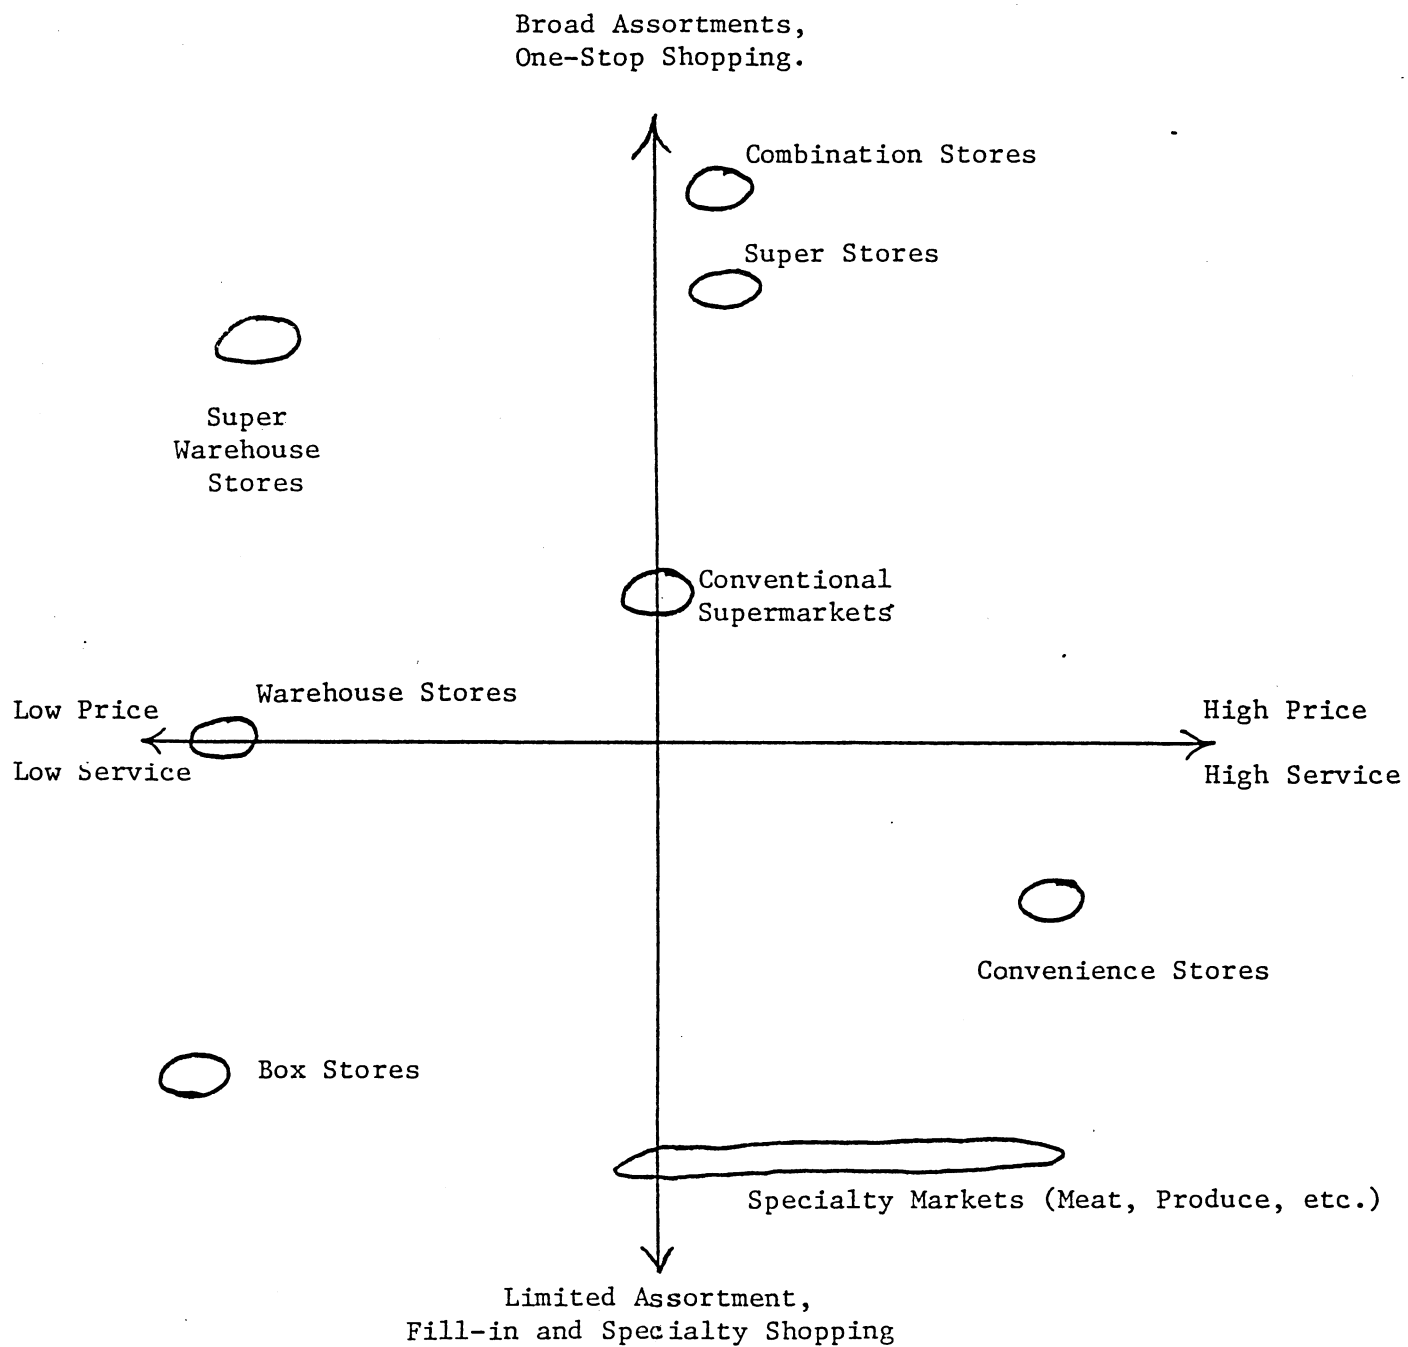 Broad Assortments,
One-Stop Shopping.
Combination Stores
Super Stores
Super
Warehouse
Stores
Conventional
Supermarkets
Warehouse Stores
Low Price
High Price
Low Service
High Service
Convenience Stores
Box Stores
Specialty Markets (Meat, Produce, etc.)
Limited Assortment,
Fill-in and Specialty Shopping